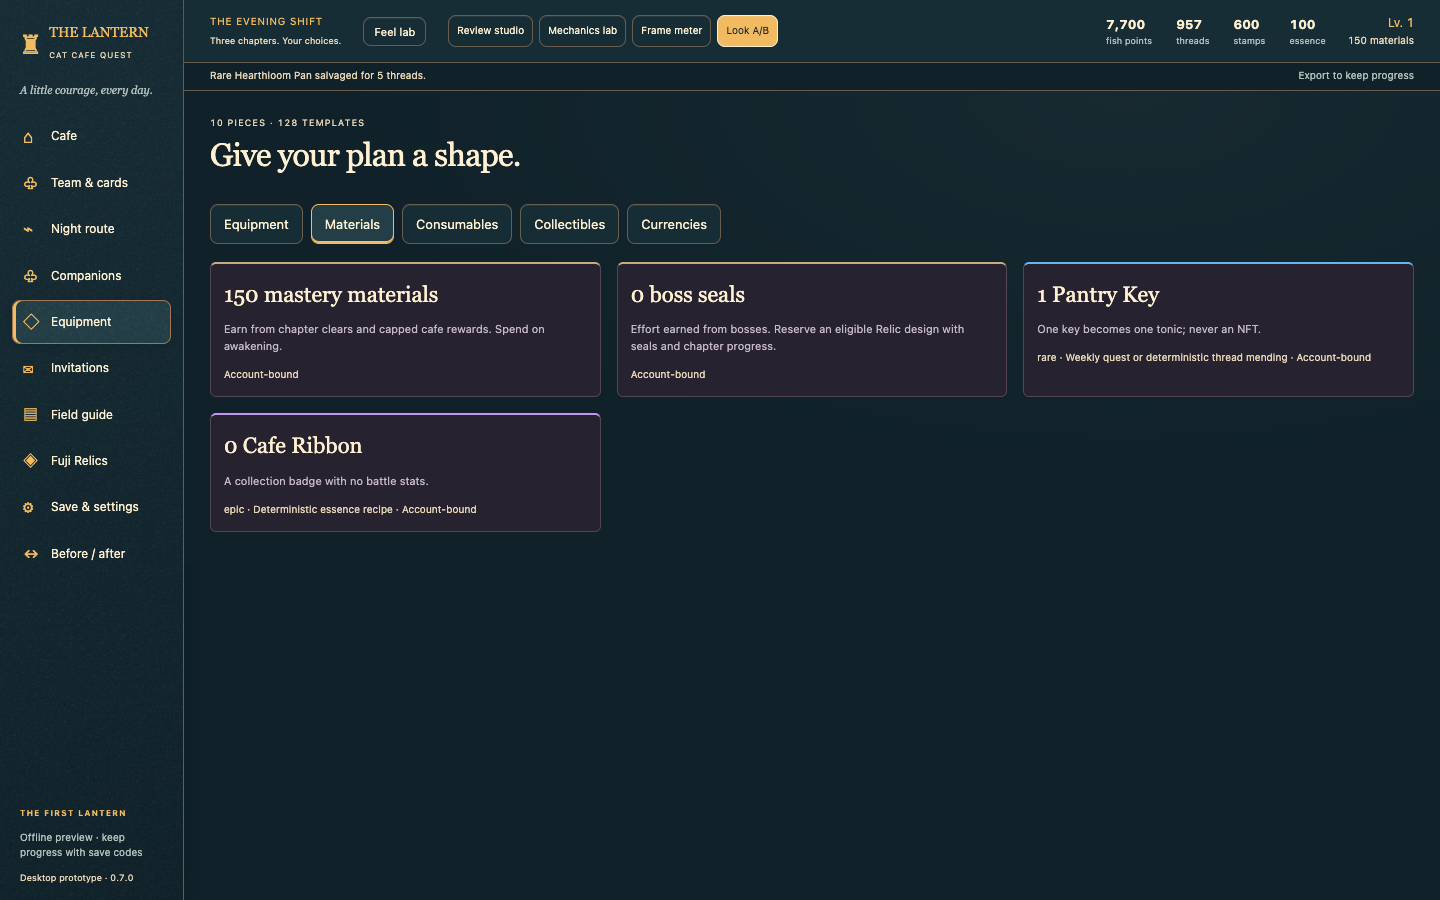 THE LANTERN
CAT CAFE QUEST
A little courage, every day.
Cafe
Team & cards
Night route
Companions
Equipment
Invitations
Field guide
Fuji Relics
Save & settings
Before / after
THE FIRST LANTERN
Offline preview · keep
progress with save codes
Desktop prototype · 0.7.0
THE EVENING SHIFT
Three chapters. Your choices.
Feel lab
Review studio
Mechanics lab
Frame meter
Look A/B
7,700
fish points
957
threads
600
stamps
100
essence
Lv. 1
150 materials
Rare Hearthloom Pan salvaged for 5 threads.
Export to keep progress
10 PIECES · 128 TEMPLATES
Give your plan a shape.
Equipment
Materials
Consumables
Collectibles
Currencies
150 mastery materials
Earn from chapter clears and capped cafe rewards. Spend on
awakening.
Account-bound
0 boss seals
Effort earned from bosses. Reserve an eligible Relic design with
seals and chapter progress.
Account-bound
1 Pantry Key
One key becomes one tonic; never an NFT.
rare · Weekly quest or deterministic thread mending · Account-bound
0 Cafe Ribbon
A collection badge with no battle stats.
epic · Deterministic essence recipe · Account-bound